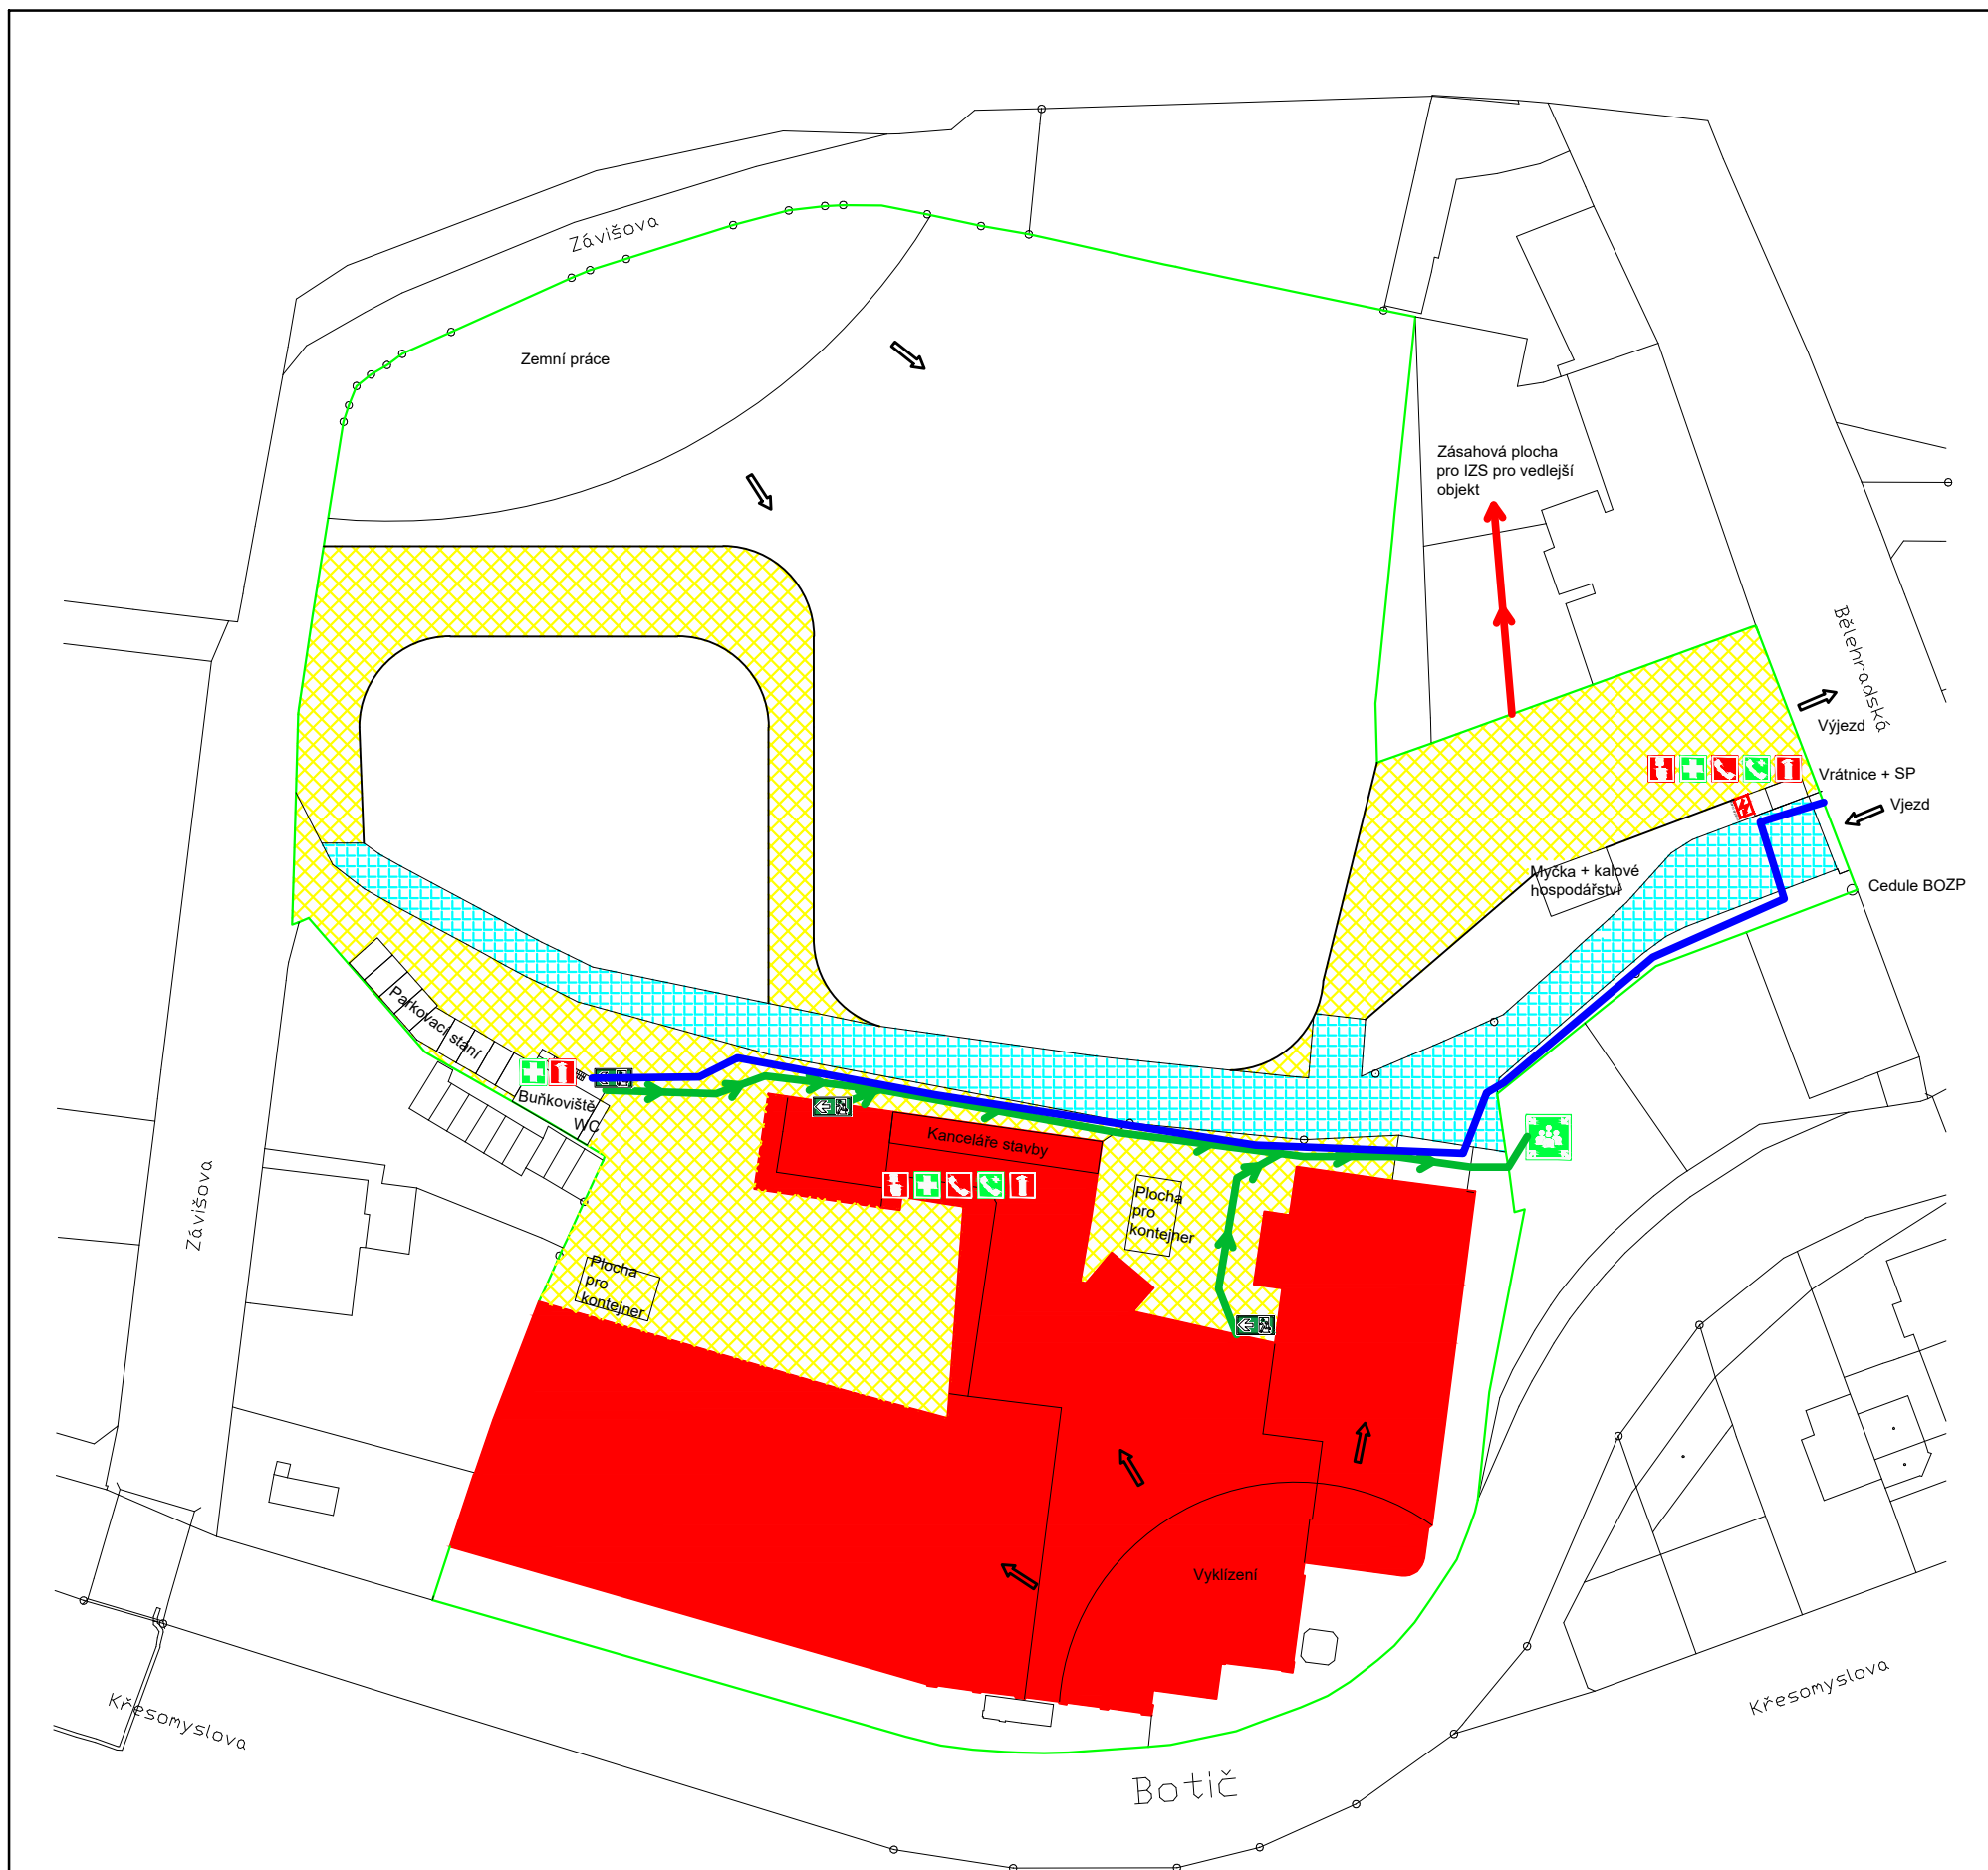 Závišova
Zemní práce
Zásahová plocha
pro IZS pro vedlejší
objekt
Bělehradská
Výjezd
Vrátnice + SP
Vjezd
Myčka + kalové
hospodářství
Cedule BOZP
Parkovací stání
Buňkoviště
WC
Kanceláře stavby
Plocha
pro
kontejner
Plocha
pro
kontejner
Závišova
Vyklízení
Křesomyslova
Křesomyslova
Botič